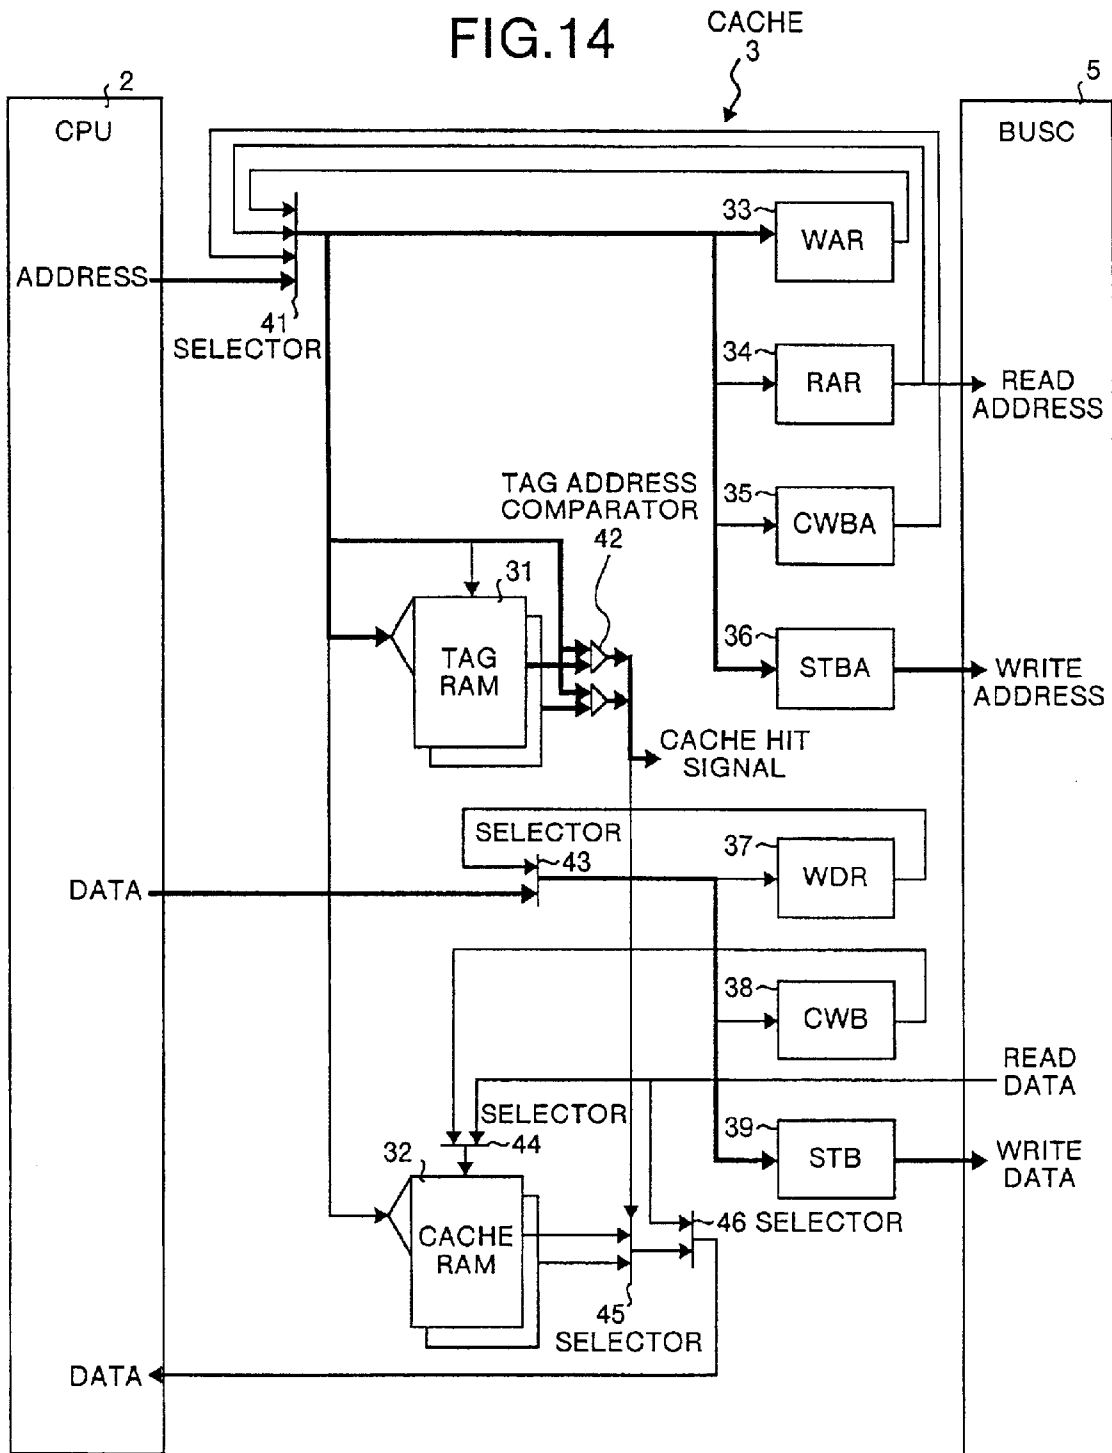 FIG.14
CACHE
3
2
CPU
5
BUSC
33
WAR
ADDRESS
41
SELECTOR
34
RAR
READ
ADDRESS
TAG ADDRESS
COMPARATOR
42
35
CWBA
31
TAG
RAM
36
STBA
WRITE
ADDRESS
CACHE HIT
SIGNAL
SELECTOR
43
37
WDR
DATA
38
CWB
READ
DATA
SELECTOR
44
39
STB
WRITE
DATA
32
CACHE
RAM
46 SELECTOR
45
SELECTOR
DATA